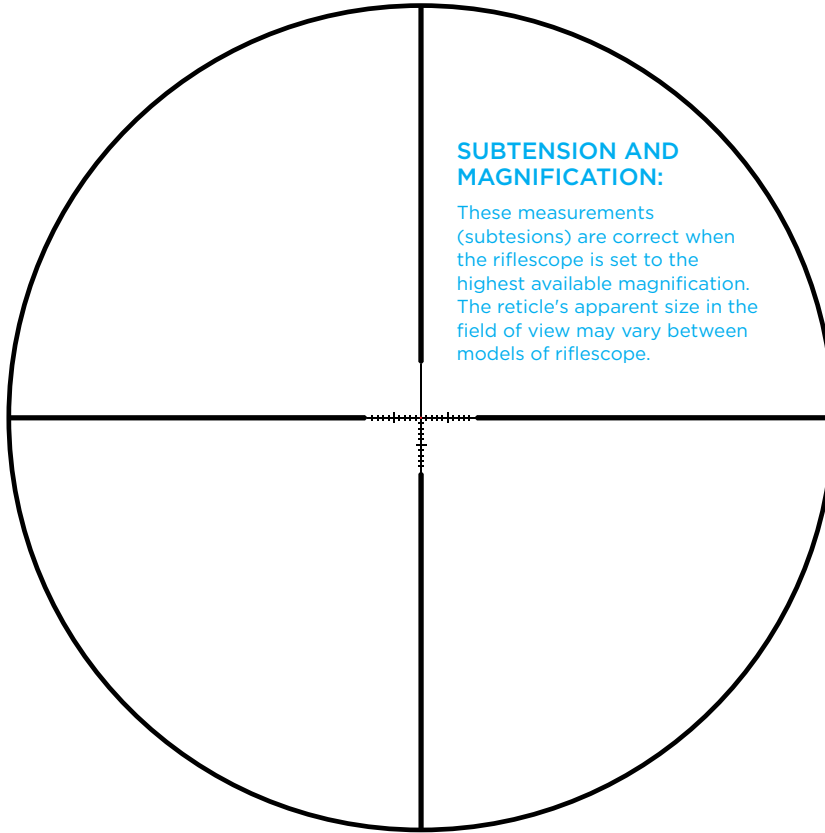 SUBTENSION AND
MAGNIFICATION:
These measurements
(subtesions) are correct when
the riflescope is set to the
highest available magnification.
The reticle's apparent size in the
field of view may vary between
models of riflescope.